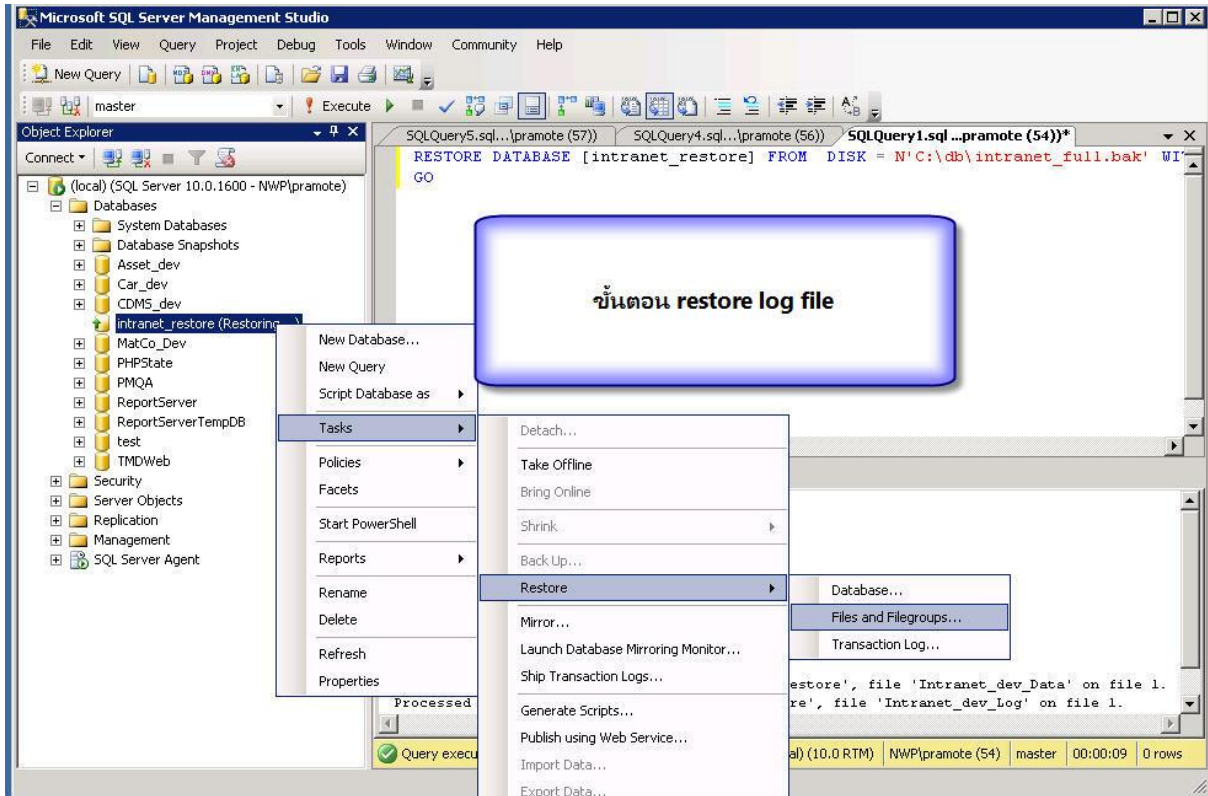 Microsoft SQL Server Management Studio
File Edit View Query Project Debug Tools Window Community Help
New Query
master Execute
Object Explorer
SQLQuery5.sql...\pramote (57)) SQLQuery4.sql...\pramote (56)) SQLQuery1.sql ...pramote (54))*
Connect
RESTORE DATABASE [intranet_restore] FROM DISK = N'C:\db\intranet_full.bak' WI
GO
(local) (SQL Server 10.0.1600 - NWP\pramote)
Databases
System Databases
Database Snapshots
Asset_dev
Car_dev
CDMS_dev
intranet_restore (Restoring...)
MatCo_Dev
PHPState
PMQA
ReportServer
ReportServerTempDB
test
TMDWeb
Security
Server Objects
Replication
Management
SQL Server Agent
ขั้นตอน restore log file
New Database...
New Query
Script Database as
Tasks
Policies
Facets
Start PowerShell
Reports
Rename
Delete
Refresh
Properties
Detach...
Take Offline
Bring Online
Shrink
Back Up...
Restore
Mirror...
Launch Database Mirroring Monitor...
Ship Transaction Logs...
Generate Scripts...
Publish using Web Service...
Import Data...
Export Data...
Database...
Files and Filegroups...
Transaction Log...
estore', file 'Intranet_dev_Data' on file 1.
Processed re', file 'Intranet_dev_Log' on file 1.
Query execu al) (10.0 RTM) NWP\pramote (54) master 00:00:09 0 rows